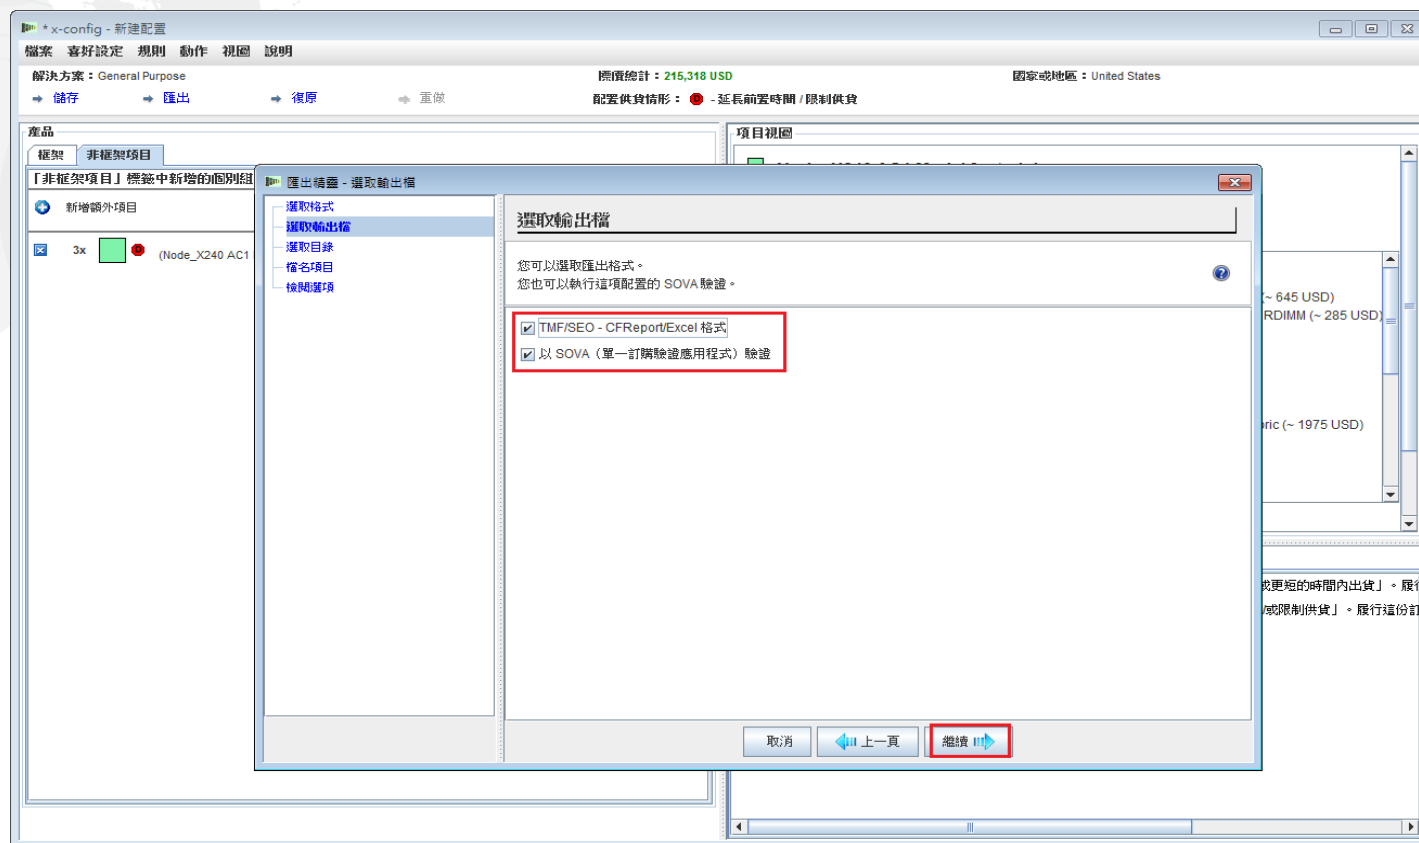 * x-config - 新建配置
檔案 喜好設定 規則 動作 視圖 說明
解決方案：General Purpose
標價總計：215,318 USD
國家或地區：United States
儲存 匯出 復原 重做
配置供貨情形： D - 延長前置時間 / 限制供貨
產品
項目視圖
框架 非框架項目
「非框架項目」標籤中新增的個別組
新增額外項目
3x D (Node_X240 AC1
匯出精靈 - 選取輸出檔
選取格式
選取輸出檔
選取目錄
檔名項目
檢閱選項
選取輸出檔
您可以選取匯出格式。
您也可以執行這項配置的 SOVA 驗證。
TMF/SEO - CFReport/Excel 格式
以 SOVA（單一訂購驗證應用程式）驗證
取消 上一頁 繼續
(~ 645 USD)
RDIMM (~ 285 USD)
ric (~ 1975 USD)
或更短的時間內出貨」。履行
/或限制供貨」。履行這份訂